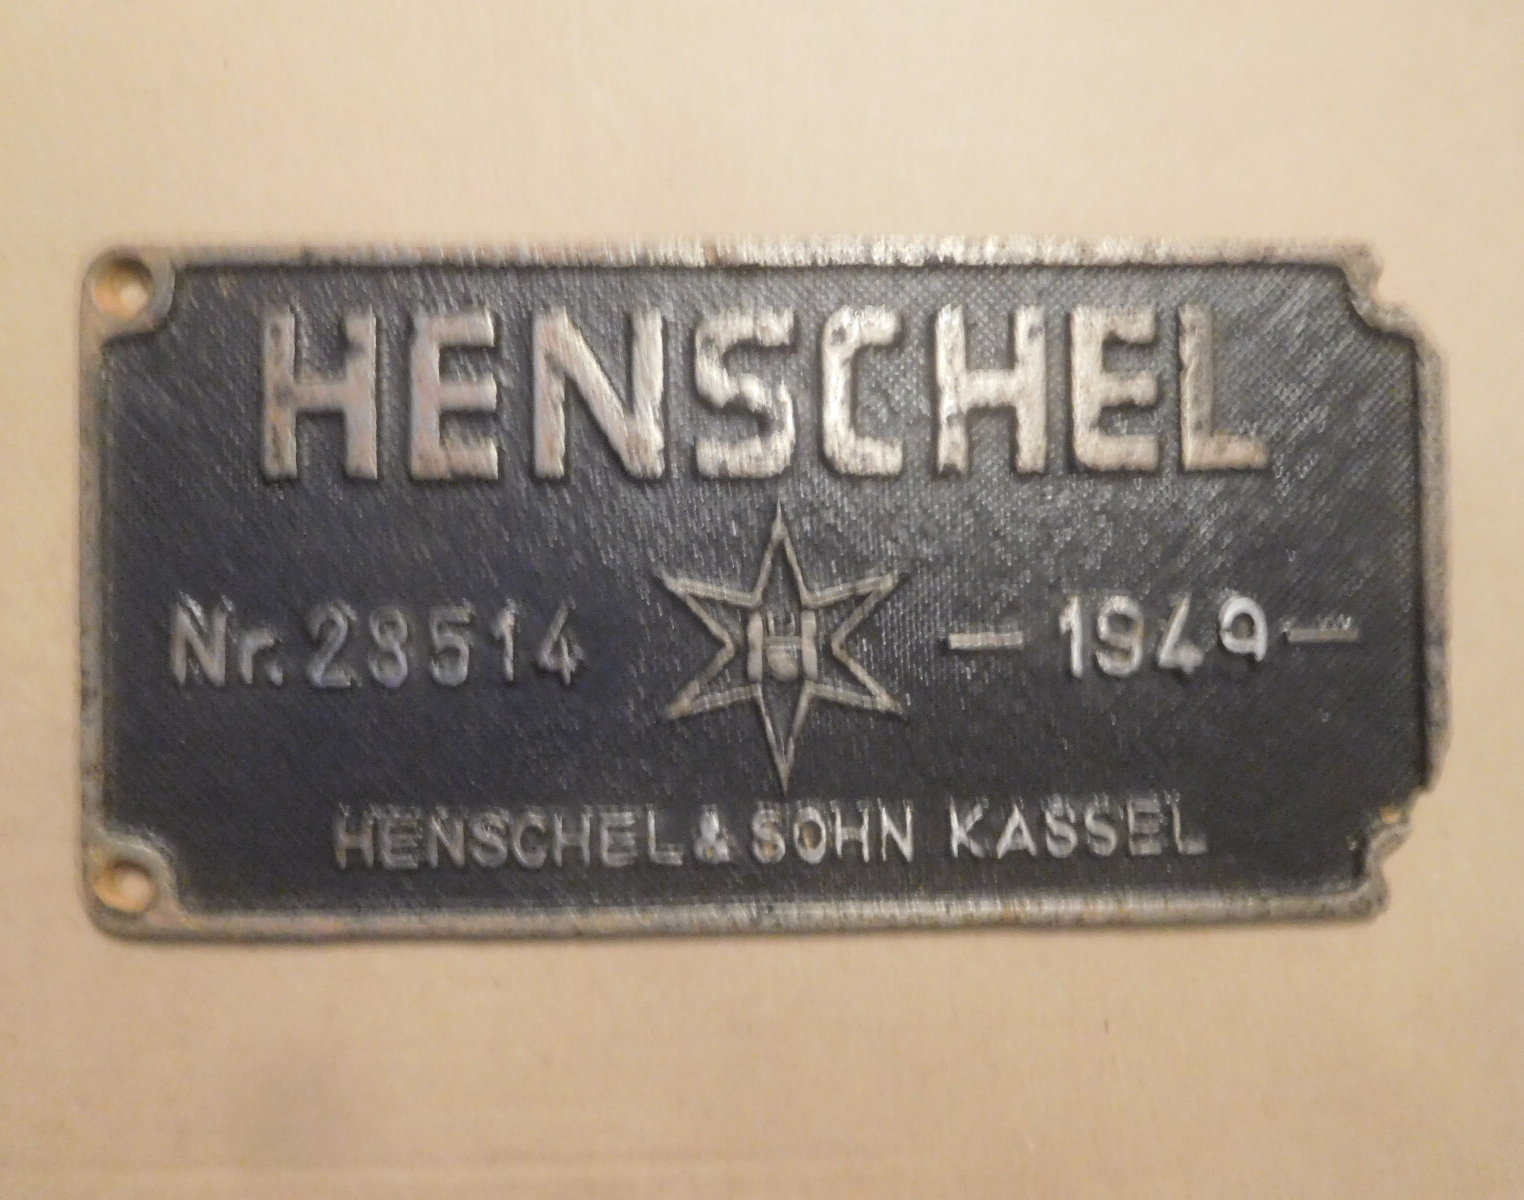 HENSCHEL
Nr. 28514 H — 1949 —
HENSCHEL & SOHN KASSEL